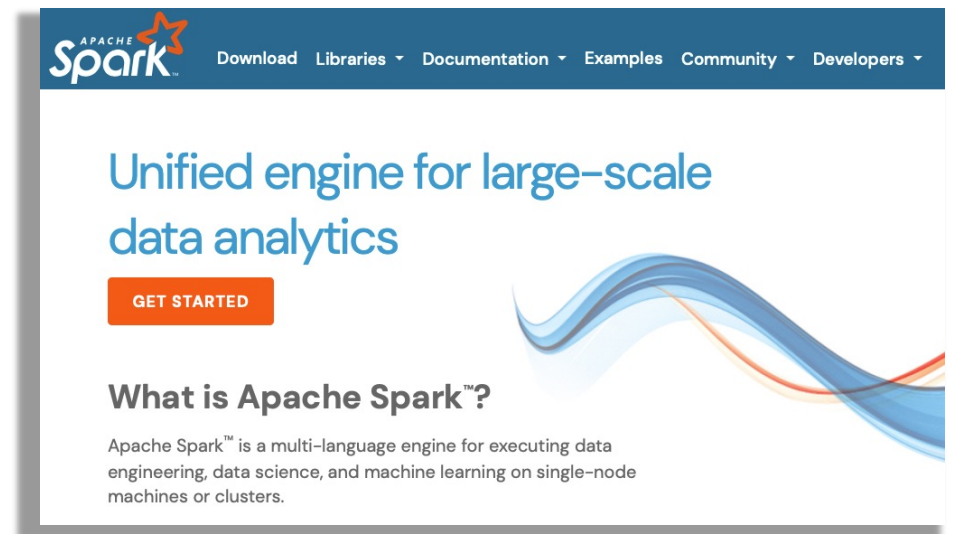 APACHE
Spark™
Download Libraries Documentation Examples Community Developers
Unified engine for large-scale
data analytics
GET STARTED
What is Apache Spark™?
Apache Spark™ is a multi-language engine for executing data
engineering, data science, and machine learning on single-node
machines or clusters.